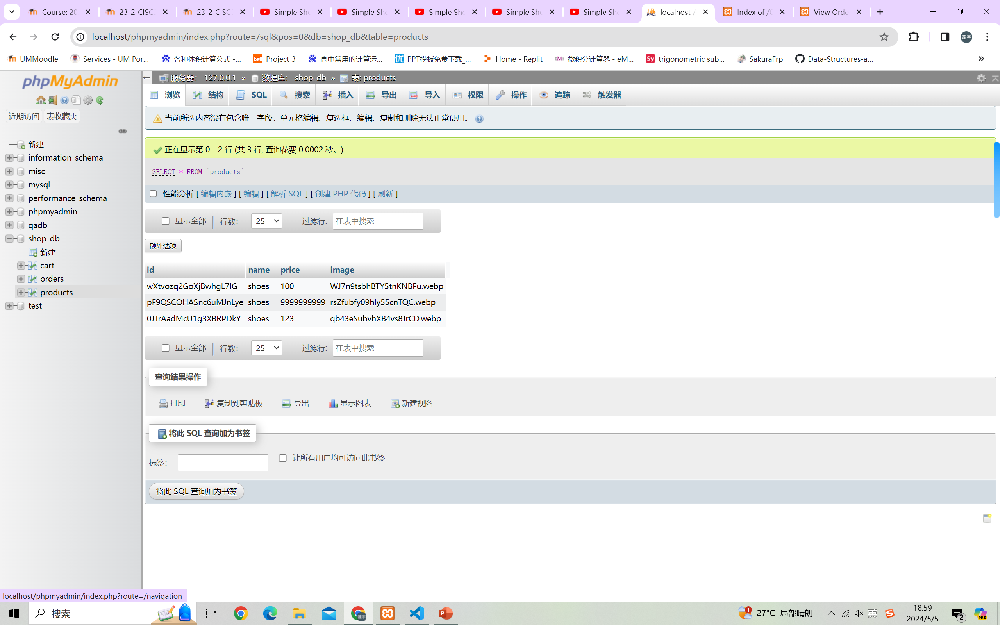 Course: 20
23-2-CISC
23-2-CISC
Simple Sh
Simple Sh
Simple Sh
Simple Sh
Simple Sh
localhost /
Index of /
View Orde
localhost/phpmyadmin/index.php?route=/sql&pos=0&db=shop_db&table=products
蓬宇
UMMoodle
Services - UM Por...
各种体积计算公式 -...
bell Project 3
高中常用的计算运...
优 PPT模板免费下载_...
Home - Replit
微积分计算器 - eM...
Sy trigonometric sub...
SakuraFrp
Data-Structures-a...
phpMyAdmin
近期访问 表收藏夹
新建
information_schema
misc
mysql
performance_schema
phpmyadmin
qadb
shop_db
新建
cart
orders
products
test
服务器： 127.0.0.1 » 数据库： shop_db » 表: products
浏览 结构 SQL 搜索 插入 导出 导入 权限 操作 追踪 触发器
当前所选内容没有包含唯一字段。单元格编辑、复选框、编辑、复制和删除无法正常使用。
正在显示第 0 - 2 行 (共 3 行, 查询花费 0.0002 秒。)
SELECT * FROM `products`
性能分析 [ 编辑内嵌 ] [ 编辑 ] [ 解析 SQL ] [ 创建 PHP 代码 ] [ 刷新 ]
显示全部 行数： 25 过滤行: 在表中搜索
额外选项
id name price image
wXtvozq2GoXjBwhgL7IG shoes 100 WJ7n9tsbhBTY5tnKNBFu.webp
pF9QSCOHASnc6uMJnLye shoes 9999999999 rsZfubfy09hly55cnTQC.webp
0JTrAadMcU1g3XBRPDkY shoes 123 qb43eSubvhXB4vs8JrCD.webp
显示全部 行数： 25 过滤行: 在表中搜索
查询结果操作
打印 复制到剪贴板 导出 显示图表 新建视图
将此 SQL 查询加为书签
标签： 让所有用户均可访问此书签
将此 SQL 查询加为书签
localhost/phpmyadmin/index.php?route=/navigation
搜索
1 27°C 局部晴朗
英
18:59
2024/5/5
2
PRE